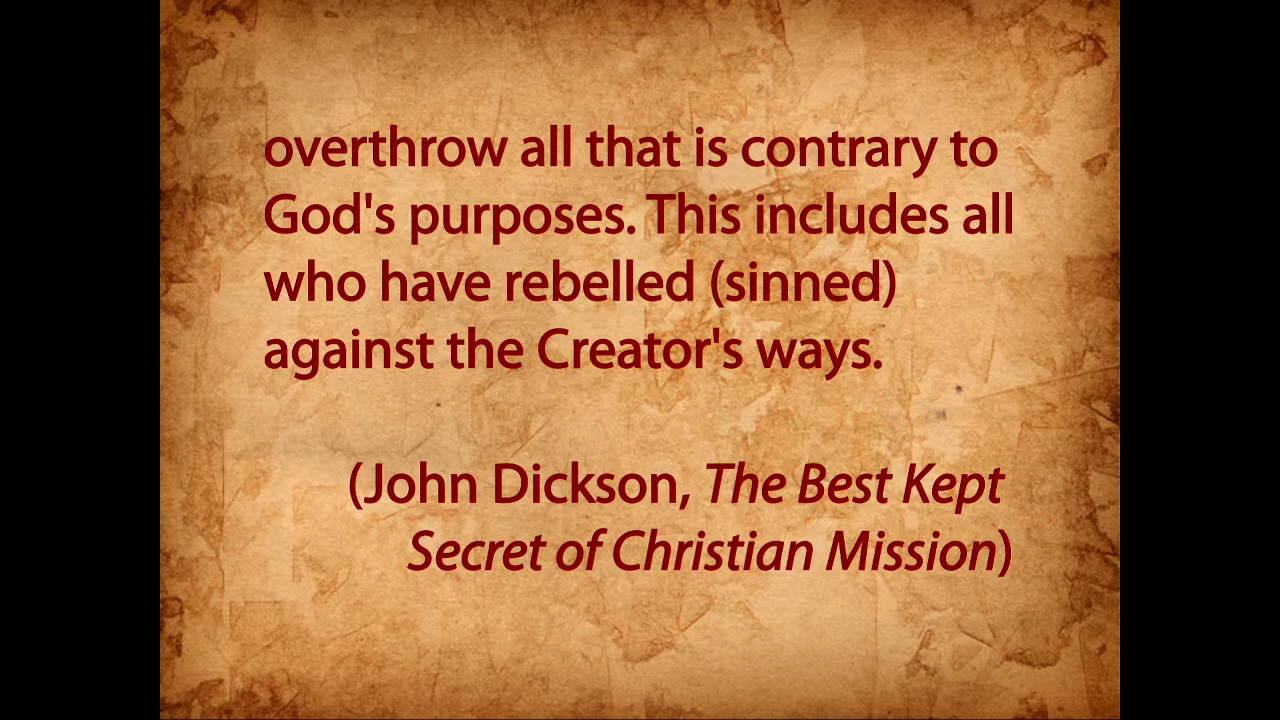 overthrow all that is contrary to
God's purposes. This includes all
who have rebelled (sinned)
against the Creator's ways.
(John Dickson, The Best Kept
Secret of Christian Mission)